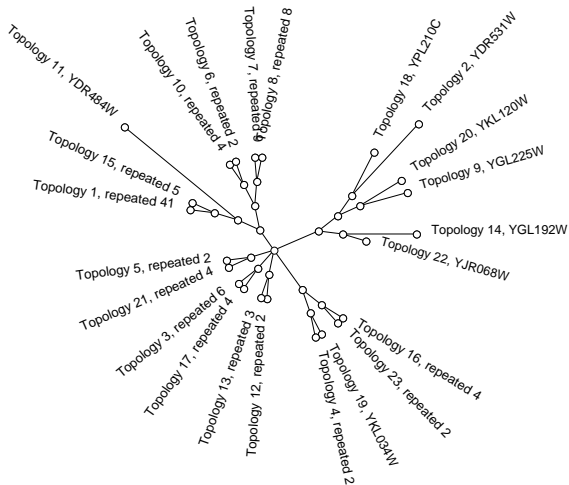 Topology 11, YDR484W
Topology 10, repeated 4
Topology 6, repeated 2
Topology 7, repeated 6
Topology 8, repeated 8
Topology 18, YPL210C
Topology 2, YDR531W
Topology 20, YKL120W
Topology 9, YGL225W
Topology 14, YGL192W
Topology 22, YJR068W
Topology 15, repeated 5
Topology 1, repeated 41
Topology 5, repeated 2
Topology 21, repeated 4
Topology 3, repeated 6
Topology 17, repeated 4
Topology 13, repeated 3
Topology 12, repeated 2
Topology 4, repeated 2
Topology 19, YKL034W
Topology 23, repeated 2
Topology 16, repeated 4